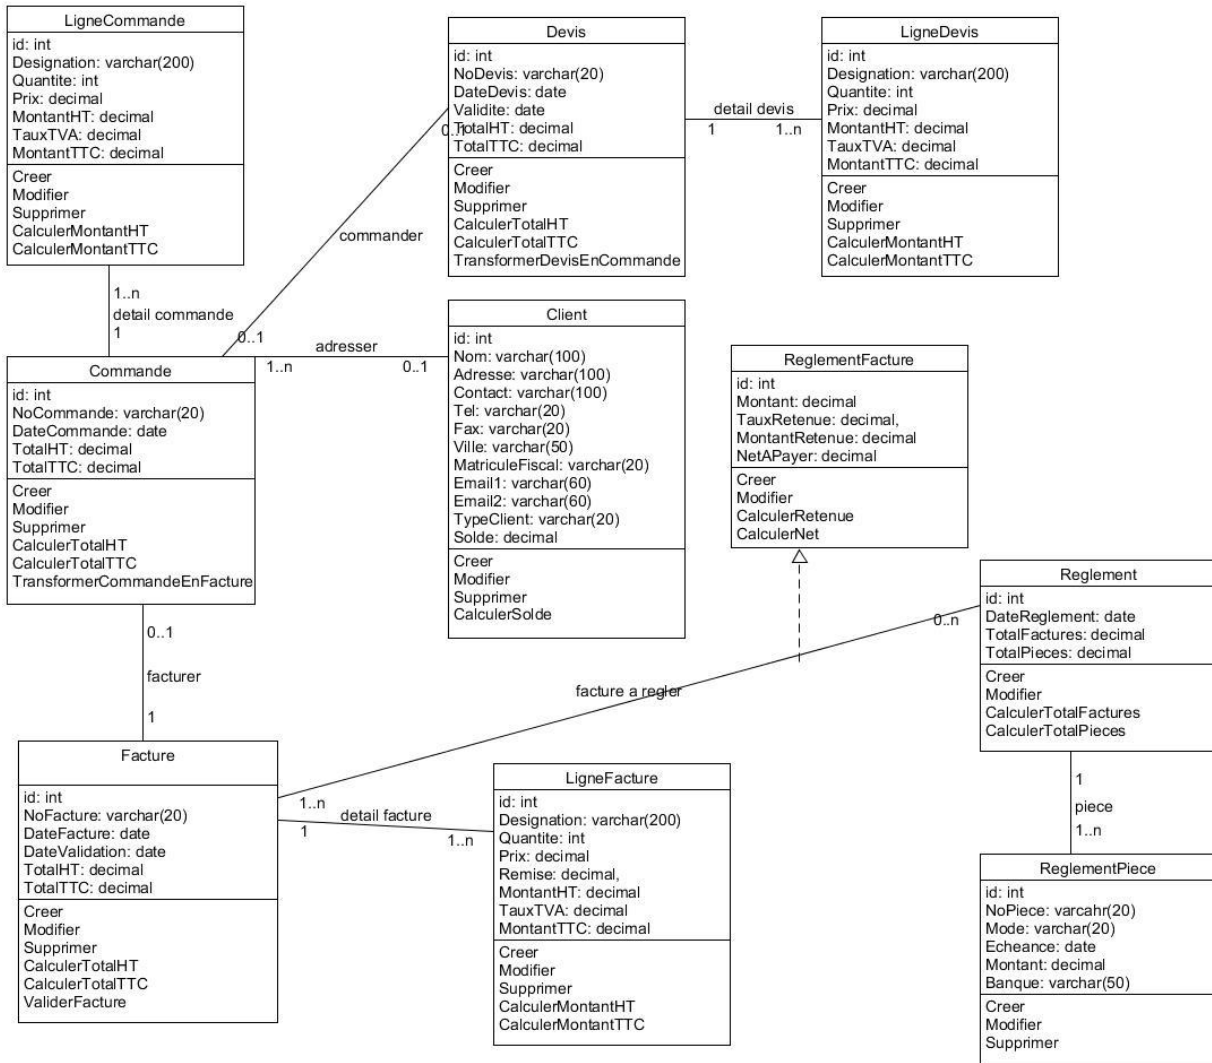 LigneCommande
id: int
Designation: varchar(200)
Quantite: int
Prix: decimal
MontantHT: decimal
TauxTVA: decimal
MontantTTC: decimal
Creer
Modifier
Supprimer
CalculerMontantHT
CalculerMontantTTC
Devis
id: int
NoDevis: varchar(20)
DateDevis: date
Validite: date
TotalHT: decimal
TotalTTC: decimal
Creer
Modifier
Supprimer
CalculerTotalHT
CalculerTotalTTC
TransformerDevisEnCommande
detail devis
1
1..n
LigneDevis
id: int
Designation: varchar(200)
Quantite: int
Prix: decimal
MontantHT: decimal
TauxTVA: decimal
MontantTTC: decimal
Creer
Modifier
Supprimer
CalculerMontantHT
CalculerMontantTTC
commander
0..1
1..n
detail commande
1
adresser
1..n
0..1
Commande
id: int
NoCommande: varchar(20)
DateCommande: date
TotalHT: decimal
TotalTTC: decimal
Creer
Modifier
Supprimer
CalculerTotalHT
CalculerTotalTTC
TransformerCommandeEnFacture
Client
id: int
Nom: varchar(100)
Adresse: varchar(100)
Contact: varchar(100)
Tel: varchar(20)
Fax: varchar(20)
Ville: varchar(50)
MatriculeFiscal: varchar(20)
Email1: varchar(60)
Email2: varchar(60)
TypeClient: varchar(20)
Solde: decimal
Creer
Modifier
Supprimer
CalculerSolde
ReglementFacture
id: int
Montant: decimal
TauxRetenue: decimal,
MontantRetenue: decimal
NetAPayer: decimal
Creer
Modifier
CalculerRetenue
CalculerNet
Reglement
id: int
DateReglement: date
TotalFactures: decimal
TotalPieces: decimal
Creer
Modifier
CalculerTotalFactures
CalculerTotalPieces
0..1
facturer
1
0..n
facture a regler
1..n
Facture
id: int
NoFacture: varchar(20)
DateFacture: date
DateValidation: date
TotalHT: decimal
TotalTTC: decimal
Creer
Modifier
Supprimer
CalculerTotalHT
CalculerTotalTTC
ValiderFacture
detail facture
1
1..n
LigneFacture
id: int
Designation: varchar(200)
Quantite: int
Prix: decimal
Remise: decimal,
MontantHT: decimal
TauxTVA: decimal
MontantTTC: decimal
Creer
Modifier
Supprimer
CalculerMontantHT
CalculerMontantTTC
1
piece
1..n
ReglementPiece
id: int
NoPiece: varcahr(20)
Mode: varchar(20)
Echeance: date
Montant: decimal
Banque: varchar(50)
Creer
Modifier
Supprimer